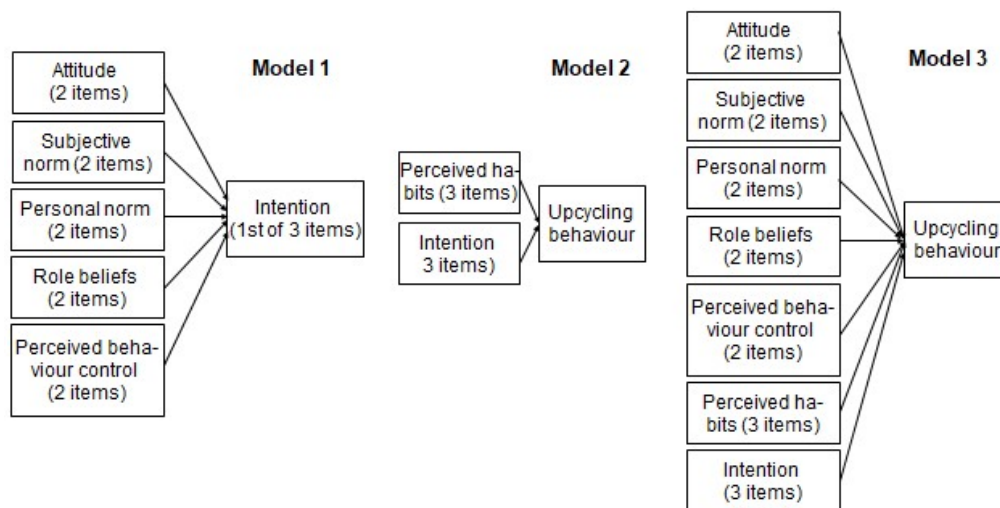 Model 1
Attitude
(2 items)
Subjective
norm (2 items)
Personal norm
(2 items)
Role beliefs
(2 items)
Perceived beha-
viour control
(2 items)
Intention
(1st of 3 items)
Model 2
Perceived ha-
bits (3 items)
Intention
3 items)
Upcycling
behaviour
Model 3
Attitude
(2 items)
Subjective
norm (2 items)
Personal norm
(2 items)
Role beliefs
(2 items)
Perceived beha-
viour control
(2 items)
Perceived ha-
bits (3 items)
Intention
(3 items)
Upcycling
behaviour